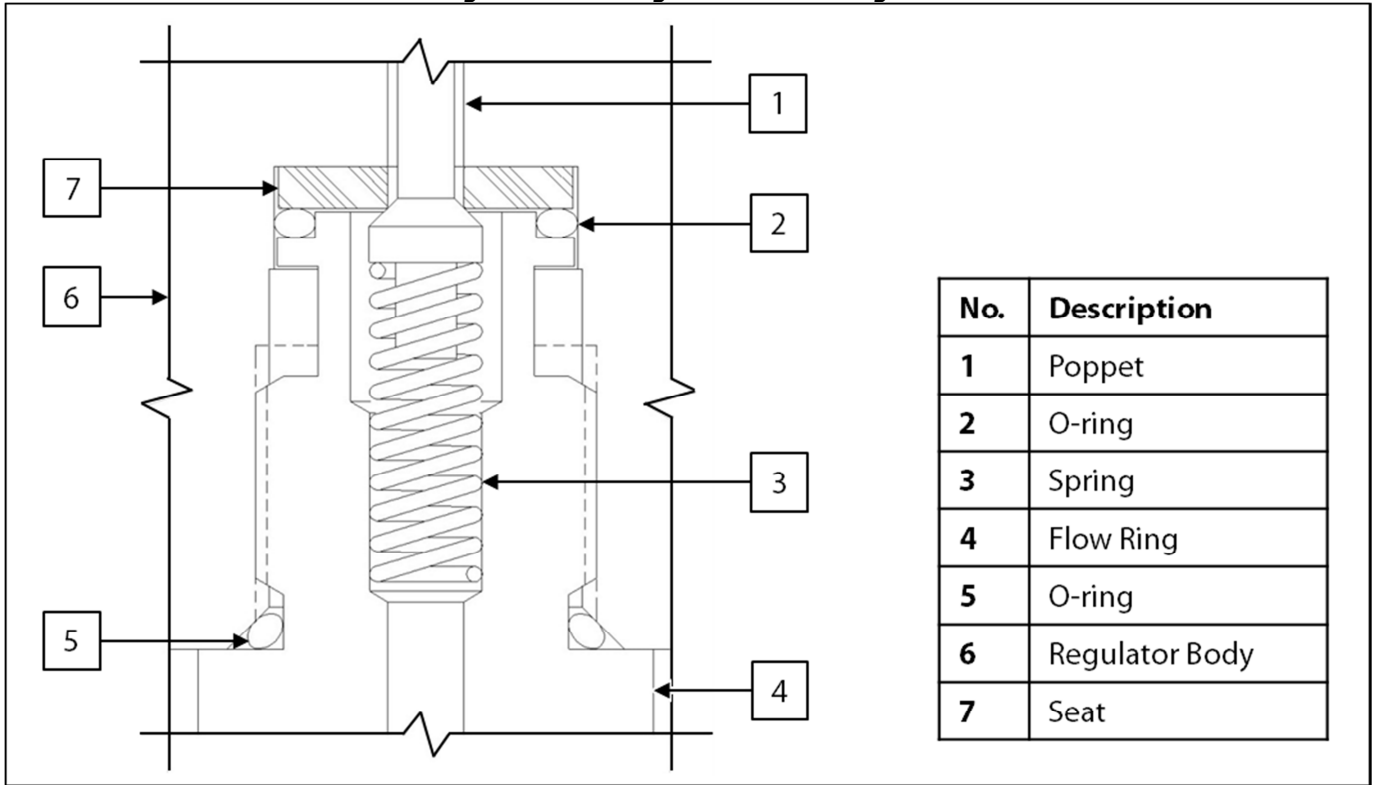 1
7
2
6
3
5
4
No. Description
1 Poppet
2 O-ring
3 Spring
4 Flow Ring
5 O-ring
6 Regulator Body
7 Seat